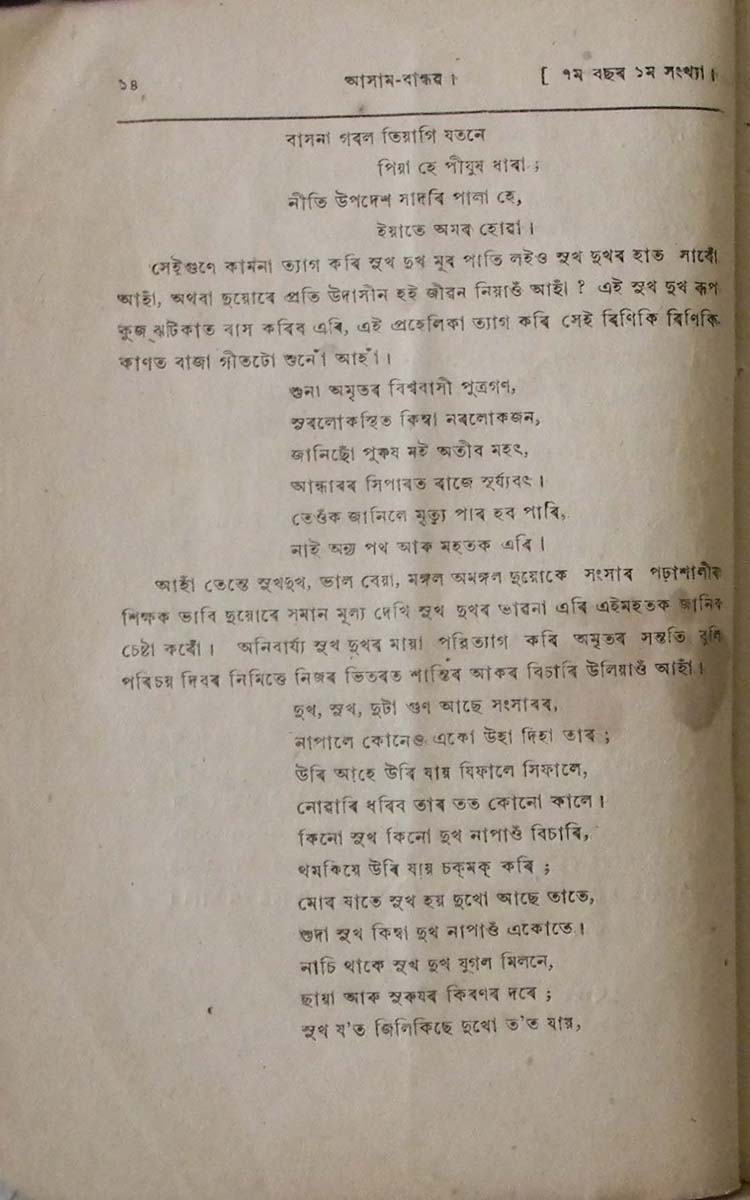 ১৪
আসাম-বান্ধৱ ।
[ ৭ম বছৰ ১ম সংখ্যা ।
বাসনা গৰল তিয়াগি যতনে
পিয়া হে পীযুষ ধাৰা ;
নীতি উপদেশ সাদৰি পালা হে,
ইয়াতে অমৰ হোৱা ।
সেইগুণে কামনা ত্যাগ কৰি সুখ দুখ মূৰ পাতি লইও সুখ দুখৰ হাত সাৰোঁ
আহাঁ, অথবা দুয়োৰে প্ৰতি উদাসীন হই জীৱন নিয়াওঁ আহাঁ ? এই সুখ দুখ ৰূপ
কুজ্ঝটিকাত বাস কৰিব এৰি, এই প্ৰহেলিকা ত্যাগ কৰি সেই ৰিণিকি ৰিণিকি
কাণত বাজা গীতটো শুনোঁ আহাঁ ।
শুনা অমৃতৰ বিশ্ববাসী পুত্ৰগণ,
সুৰলোকস্থিত কিম্বা নৰলোকজন,
জানিছোঁ পুৰুষ মই অতীব মহৎ,
আন্ধাৰৰ সিপাৰত ৰাজে সূৰ্য্যবৎ ।
তেওঁক জানিলে মৃত্যু পাৰ হব পাৰি,
নাই অন্য পথ আৰু মহতক এৰি ।
আহাঁ তেন্তে সুখদুখ, ভাল বেয়া, মঙ্গল অমঙ্গল দুয়োকে সংসাৰ পঢ়াশালীৰ
শিক্ষক ভাবি দুয়োৰে সমান মূল্য দেখি সুখ দুখৰ ভাবনা এৰি এইমহতক জানিব
চেষ্টা কৰোঁ । অনিবাৰ্য্য সুখ দুখৰ মায়া পৰিত্যাগ কৰি অমৃতৰ সন্ততি বুলি
পৰিচয় দিবৰ নিমিত্তে নিজৰ ভিতৰত শান্তিৰ আকৰ বিচাৰি উলিয়াওঁ আহাঁ ।
দুখ, সুখ, দুটা গুণ আছে সংসাৰৰ,
নাপালে কোনেও একো উহা দিহা তাৰ ;
উৰি আহে উৰি যায় যিফালে সিফালে,
নোৱাৰি ধৰিব তাৰ তত কোনো কালে ।
কিনো সুখ কিনো দুখ নাপাওঁ বিচাৰি,
থমকিয়ে উৰি যায় চক্‌মক্ কৰি ;
মোৰ যাতে সুখ হয় দুখো আছে তাতে,
শুদা সুখ কিম্বা দুখ নাপাওঁ একোতে ।
নাচি থাকে সুখ দুখ যুগল মিলনে,
ছায়া আৰু সুৰুযৰ কিৰণৰ দৰে ;
সুখ য'ত জিলিকিছে দুখো ত'ত যায়,